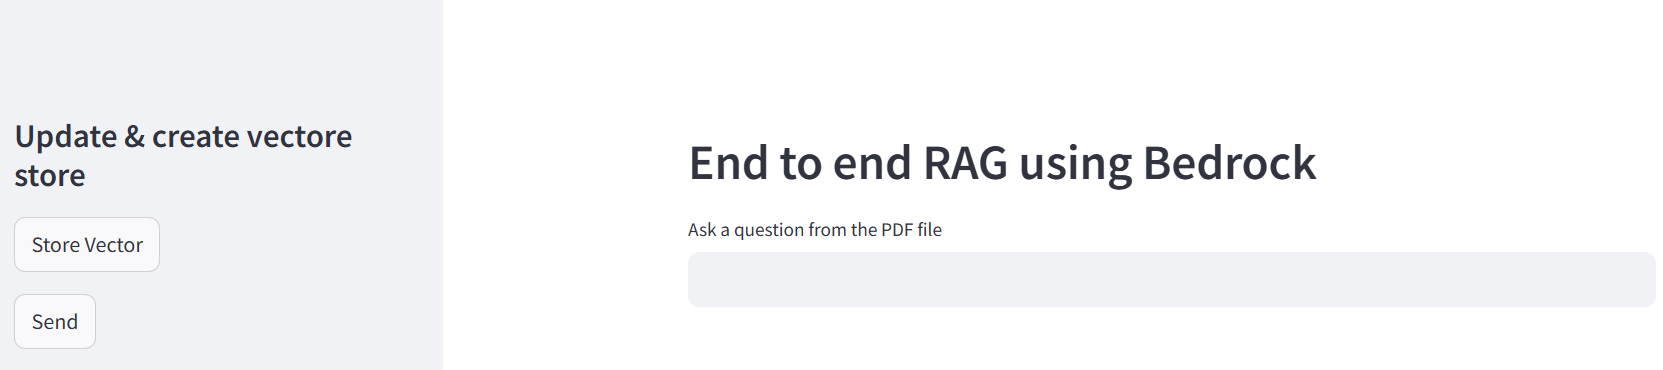 Update & create vectore
store
Store Vector
Send
End to end RAG using Bedrock
Ask a question from the PDF file